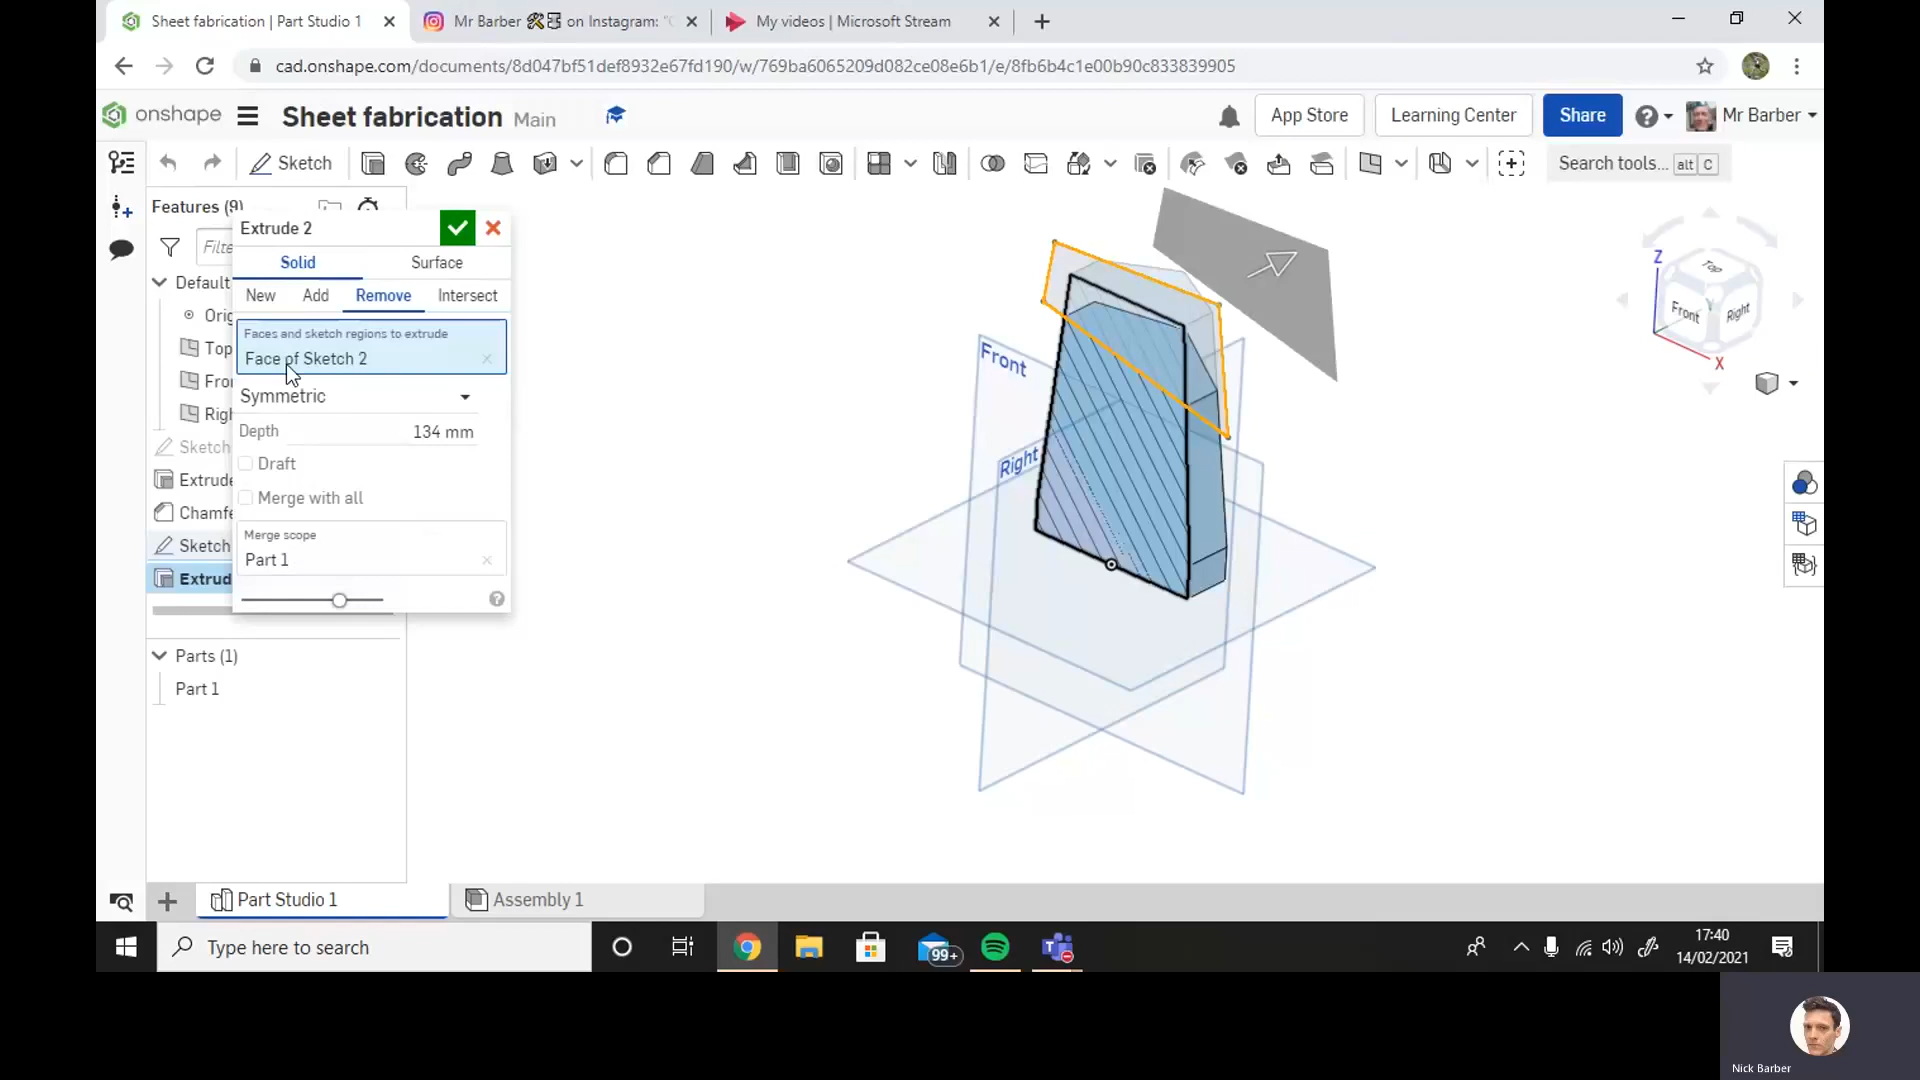 Sheet fabrication | Part Studio 1
Mr Barber 🛠 on Instagram: "C
My videos | Microsoft Stream
cad.onshape.com/documents/8d047bf51def8932e67fd190/w/769ba6065209d082ce08e6b1/e/8fb6b4c1e00b90c833839905
onshape
Sheet fabrication Main
App Store
Learning Center
Share
Mr Barber
Sketch
Search tools... alt C
Features (9)
Filte
Extrude 2
Solid
Surface
New
Add
Remove
Intersect
Faces and sketch regions to extrude
Face of Sketch 2
Symmetric
Depth
134 mm
Draft
Merge with all
Merge scope
Part 1
Default
Orig
Top
Fron
Right
Sketch
Extrude
Chamfe
Sketch
Extrud
Parts (1)
Part 1
Front
Right
Z
Top
Front
Y
Right
X
Part Studio 1
Assembly 1
Type here to search
99+
17:40
14/02/2021
Nick Barber